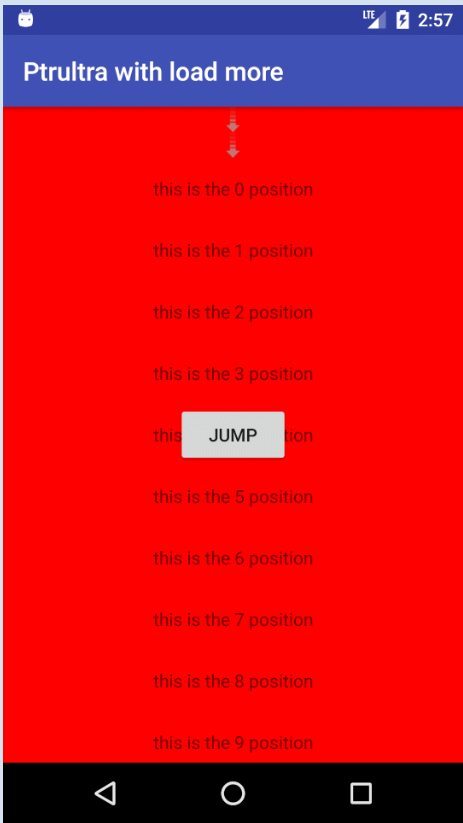 LTE 2:57
Ptrultra with load more
this is the 0 position
this is the 1 position
this is the 2 position
this is the 3 position
this JUMP tion
this is the 5 position
this is the 6 position
this is the 7 position
this is the 8 position
this is the 9 position